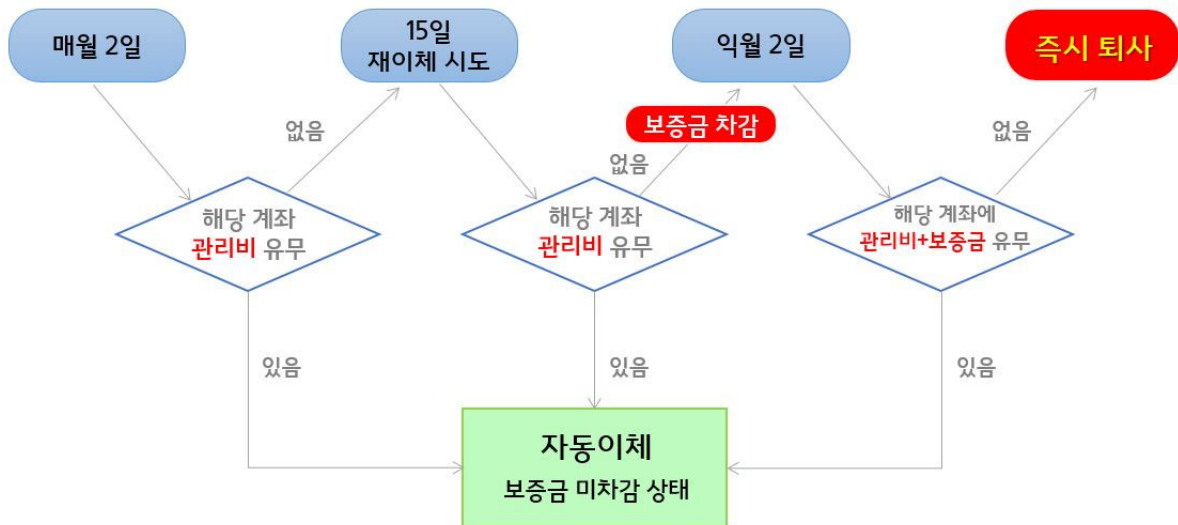 매월 2일
15일
재이체 시도
익월 2일
즉시 퇴사
없음
없음
보증금 차감
없음
해당 계좌
관리비 유무
해당 계좌
관리비 유무
해당 계좌에
관리비+보증금 유무
있음
있음
있음
자동이체
보증금 미차감 상태